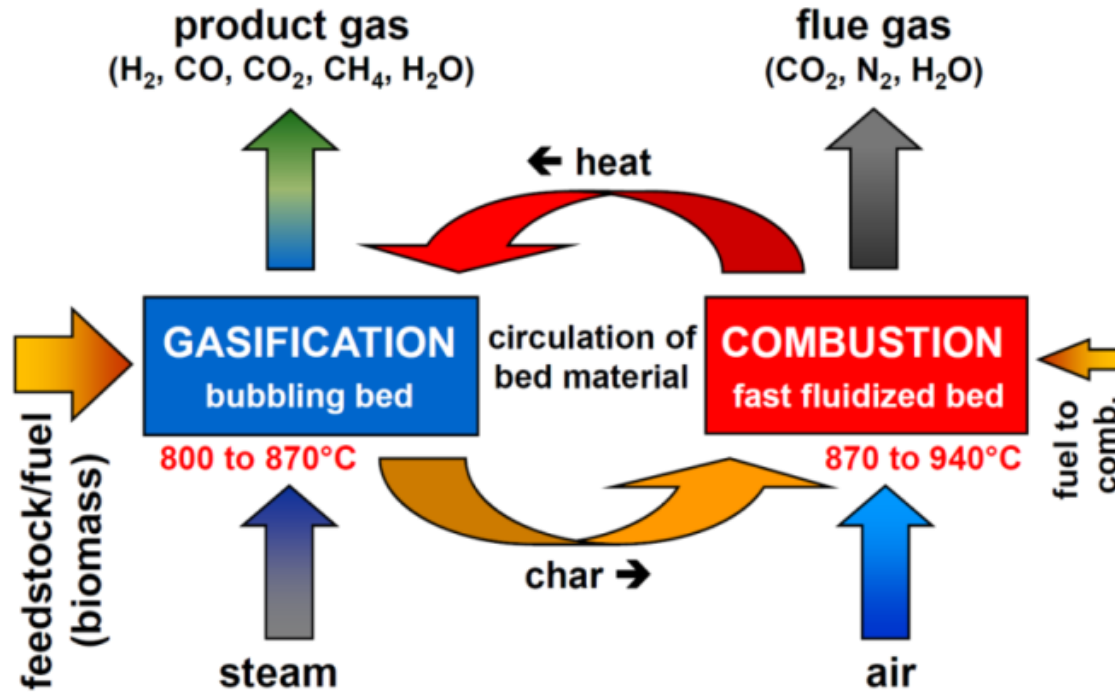 product gas
(H₂, CO, CO₂, CH₄, H₂O)
flue gas
(CO₂, N₂, H₂O)
← heat
GASIFICATION
bubbling bed
circulation of
bed material
COMBUSTION
fast fluidized bed
800 to 870°C
870 to 940°C
feedstock/fuel
(biomass)
fuel to
comb.
char →
steam
air